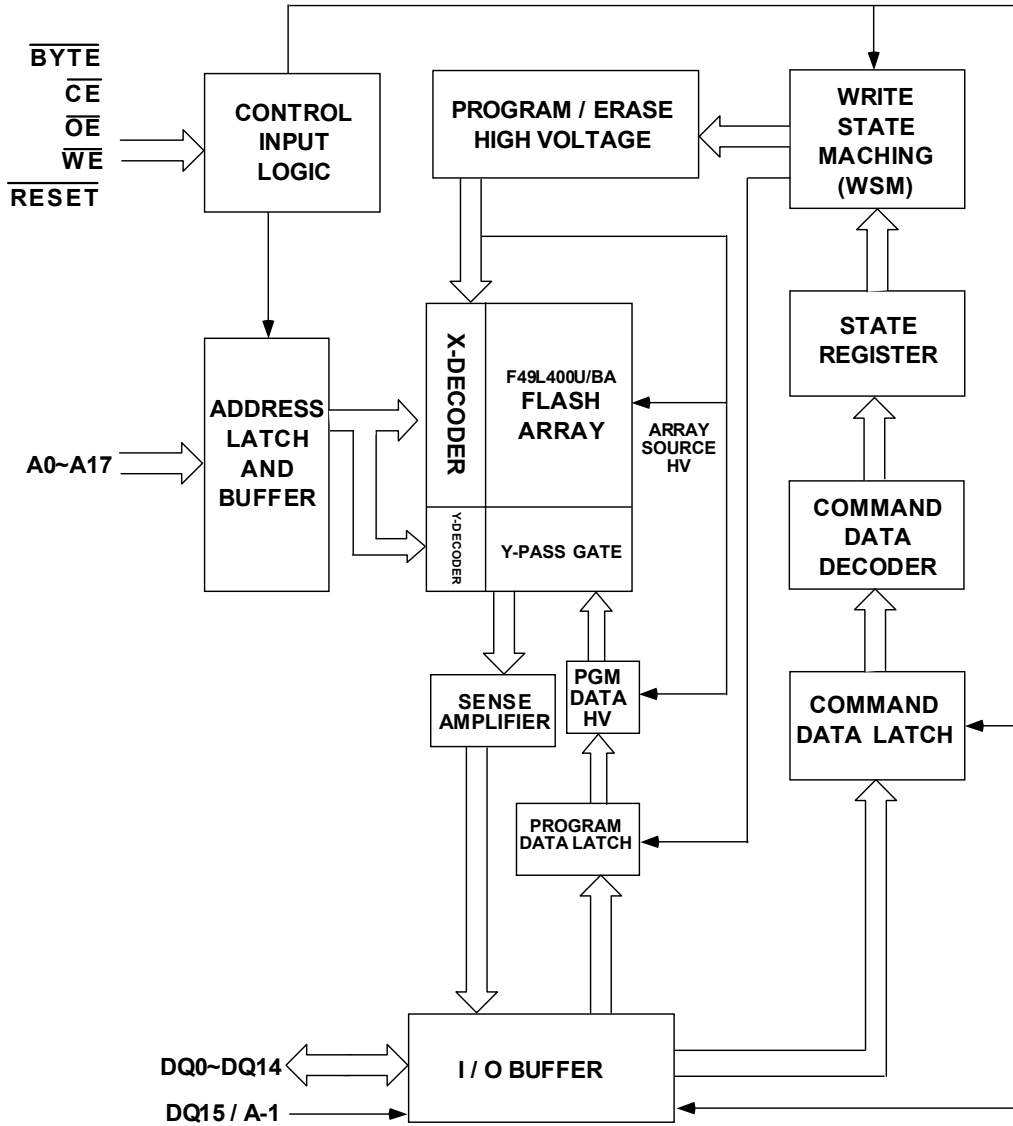 BYTE
CE
OE
WE
RESET
CONTROL
INPUT
LOGIC
PROGRAM / ERASE
HIGH VOLTAGE
WRITE
STATE
MACHING
(WSM)
STATE
REGISTER
X-DECODER
F49L400U/BA
FLASH
ARRAY
ARRAY
SOURCE
HV
ADDRESS
LATCH
AND
BUFFER
A0~A17
Y-DECODER
Y-PASS GATE
COMMAND
DATA
DECODER
SENSE
AMPLIFIER
PGM
DATA
HV
COMMAND
DATA LATCH
PROGRAM
DATA LATCH
DQ0~DQ14
DQ15 / A-1
I / O BUFFER